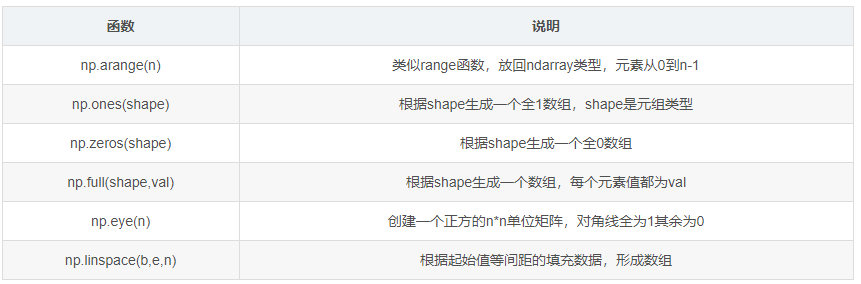 函数 说明
np.arange(n) 类似range函数，放回ndarray类型，元素从0到n-1
np.ones(shape) 根据shape生成一个全1数组，shape是元组类型
np.zeros(shape) 根据shape生成一个全0数组
np.full(shape,val) 根据shape生成一个数组，每个元素值都为val
np.eye(n) 创建一个正方的n*n单位矩阵，对角线全为1其余为0
np.linspace(b,e,n) 根据起始值等间距的填充数据，形成数组